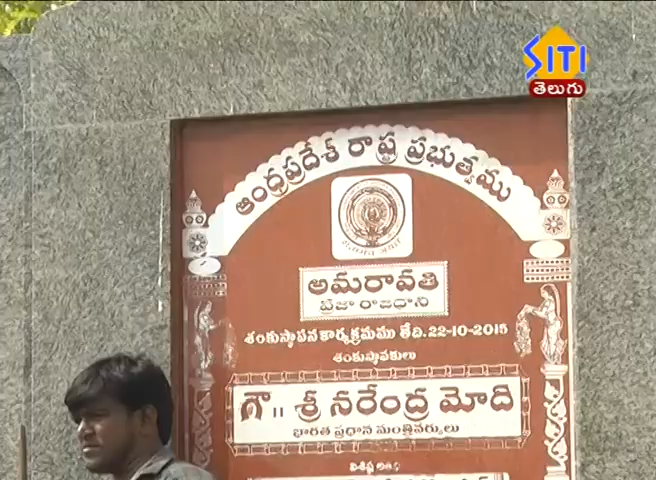 SITI
తెలుగు
ఆంధ్రప్రదేశ్ రాష్ట్ర ప్రభుత్వము
అమరావతి
ప్రజా రాజధాని
శంకుస్థాపన కార్యక్రమము తేది.22-10-2015
శంకుస్థాపకులు
గౌ॥ శ్రీ నరేంద్ర మోదీ
భారత ప్రధాన మంత్రివర్యులు
విశిష్ట